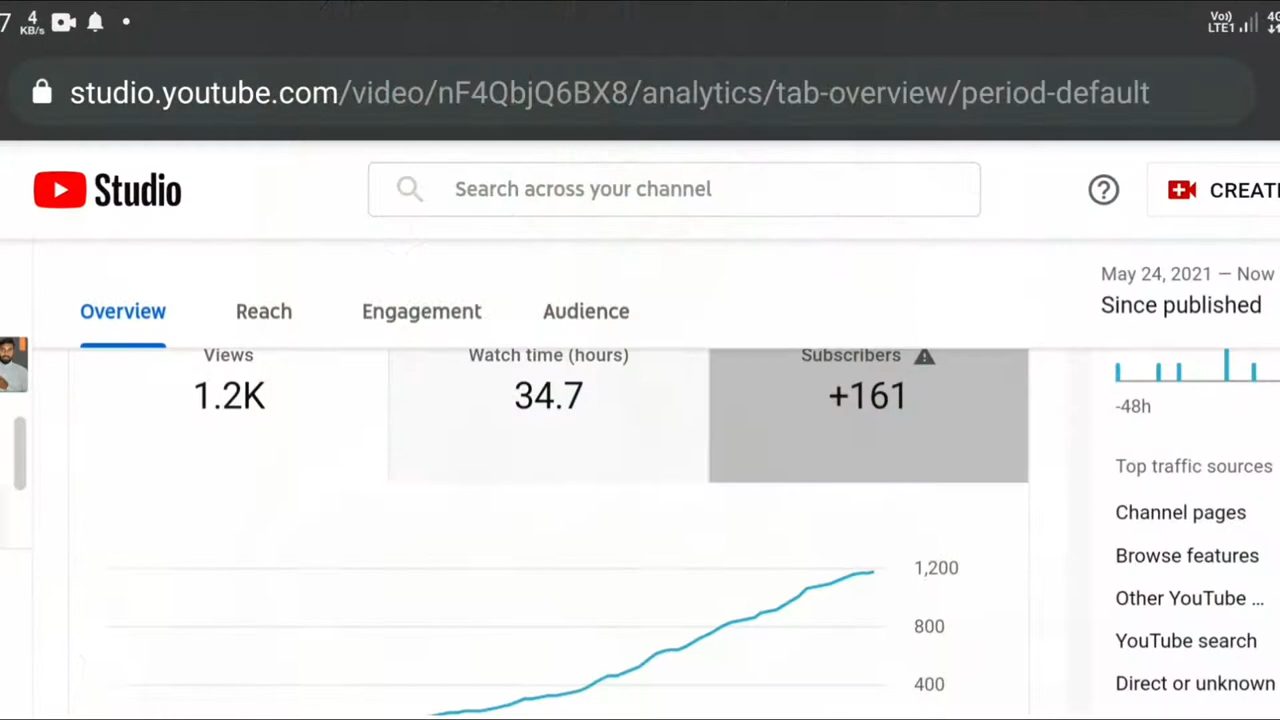 7 4 KB/s Vo)) LTE1 4G
studio.youtube.com/video/nF4QbjQ6BX8/analytics/tab-overview/period-default
Studio Search across your channel ? CREATE
May 24, 2021 – Now
Overview Reach Engagement Audience Since published
Views Watch time (hours) Subscribers
1.2K 34.7 +161
-48h
Top traffic sources
Channel pages
1,200
Browse features
Other YouTube ...
800
YouTube search
400
Direct or unknown